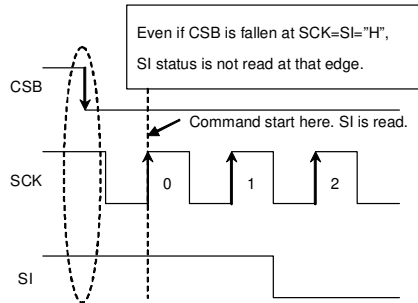 Even if CSB is fallen at SCK=SI=”H”,
SI status is not read at that edge.
CSB
Command start here. SI is read.
SCK
0
1
2
SI